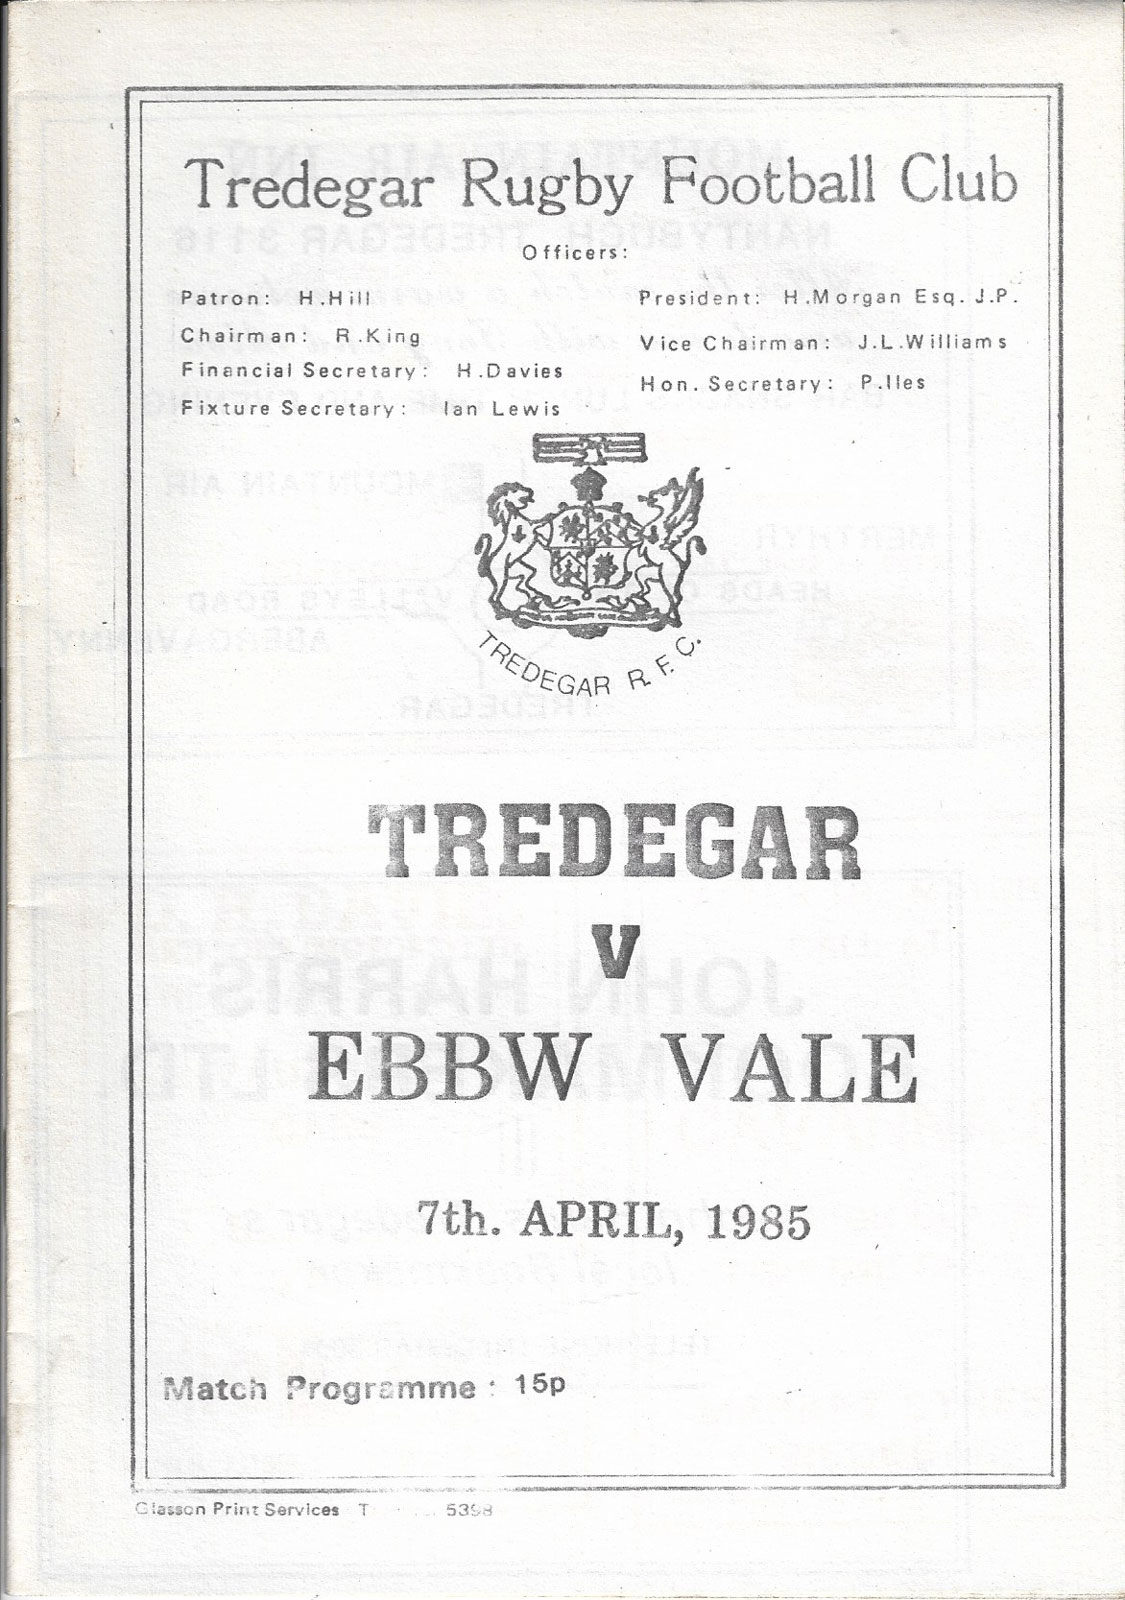 Tredegar Rugby Football Club
Officers:
Patron: H.Hill
President: H.Morgan Esq. J.P.
Chairman: R.King
Vice Chairman: J.L.Williams
Financial Secretary: H.Davies
Hon. Secretary: P.Iles
Fixture Secretary: Ian Lewis
TREDEGAR R.F.C.
TREDEGAR
V
EBBW VALE
7th. APRIL, 1985
Match Programme: 15p
Glasson Print Services T 5398